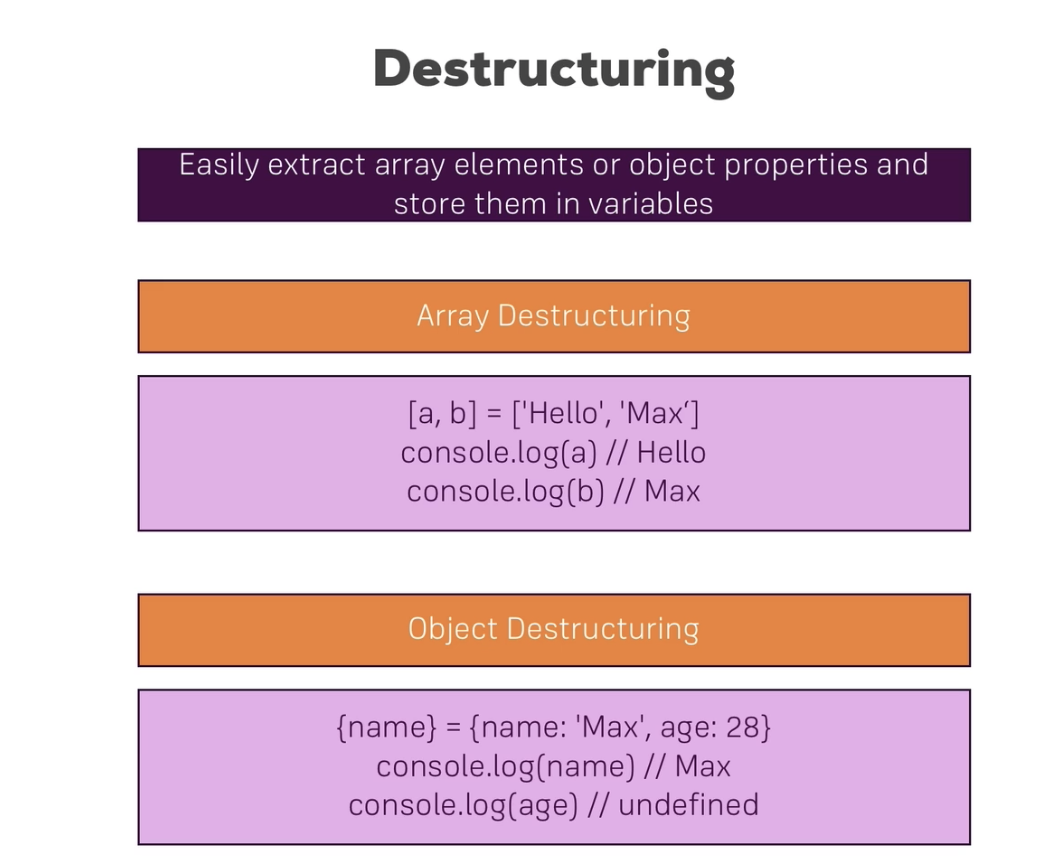 Destructuring
Easily extract array elements or object properties and
store them in variables
Array Destructuring
[a, b] = ['Hello', 'Max‘]
console.log(a) // Hello
console.log(b) // Max
Object Destructuring
{name} = {name: 'Max', age: 28}
console.log(name) // Max
console.log(age) // undefined